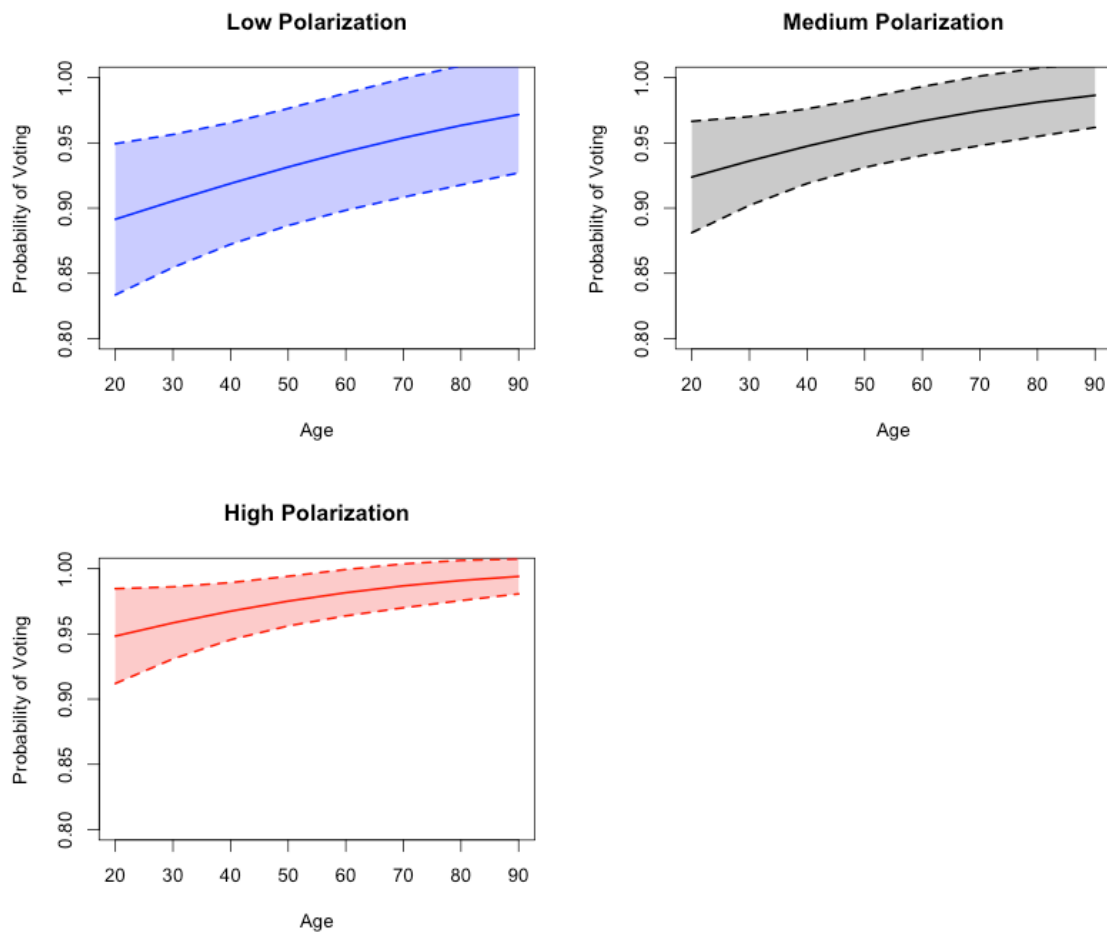 Low Polarization
Probability of Voting
1.00
0.95
0.90
0.85
0.80
20 30 40 50 60 70 80 90
Age
Medium Polarization
Probability of Voting
1.00
0.95
0.90
0.85
0.80
20 30 40 50 60 70 80 90
Age
High Polarization
Probability of Voting
1.00
0.95
0.90
0.85
0.80
20 30 40 50 60 70 80 90
Age